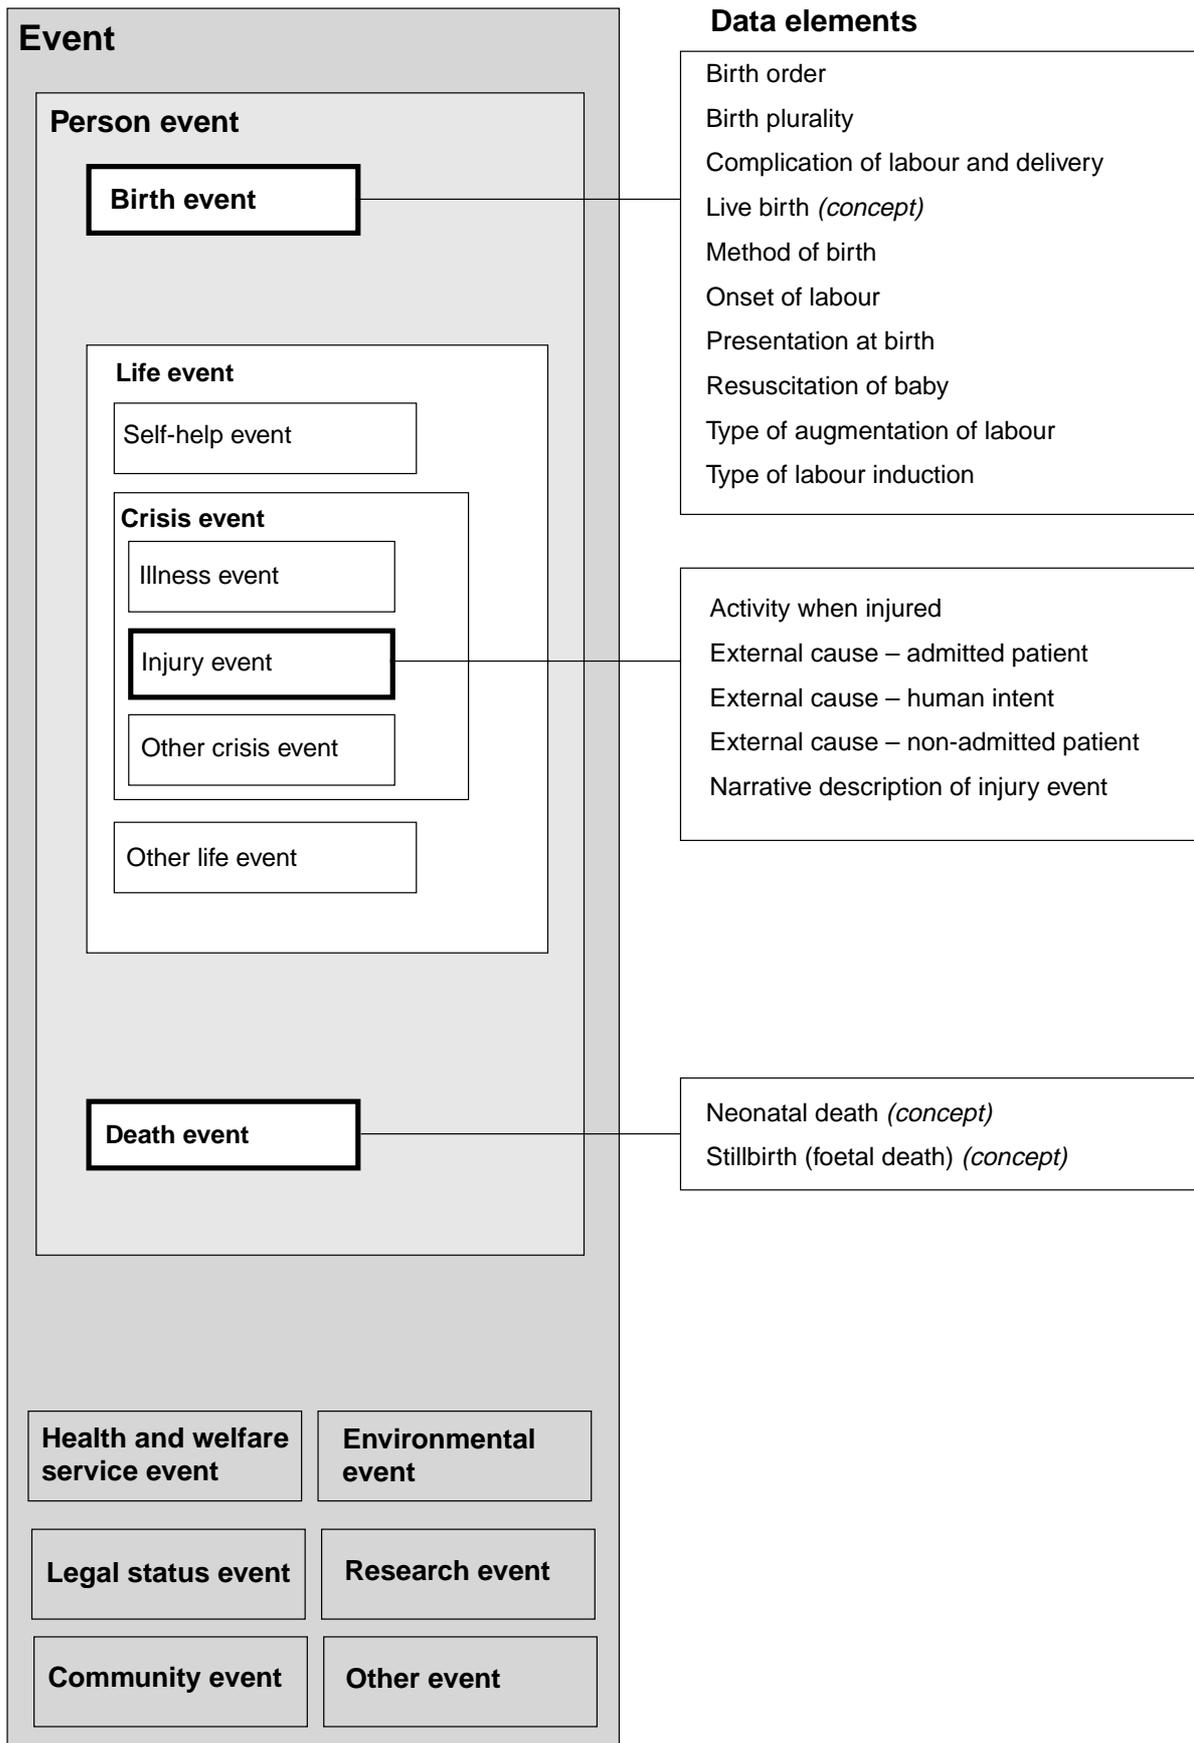 Event
Person event
Birth event
Life event
Self-help event
Crisis event
Illness event
Injury event
Other crisis event
Other life event
Death event
Health and welfare
service event
Environmental
event
Legal status event
Research event
Community event
Other event
Data elements
Birth order
Birth plurality
Complication of labour and delivery
Live birth (concept)
Method of birth
Onset of labour
Presentation at birth
Resuscitation of baby
Type of augmentation of labour
Type of labour induction
Activity when injured
External cause – admitted patient
External cause – human intent
External cause – non-admitted patient
Narrative description of injury event
Neonatal death (concept)
Stillbirth (foetal death) (concept)